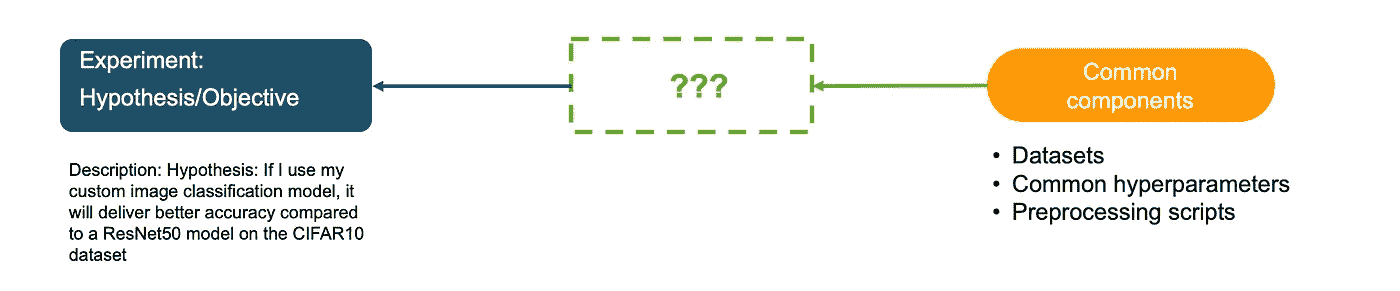 Experiment:
Hypothesis/Objective
???
Common
components
Description: Hypothesis: If I use my
custom image classification model, it
will deliver better accuracy compared
to a ResNet50 model on the CIFAR10
dataset
• Datasets
• Common hyperparameters
• Preprocessing scripts